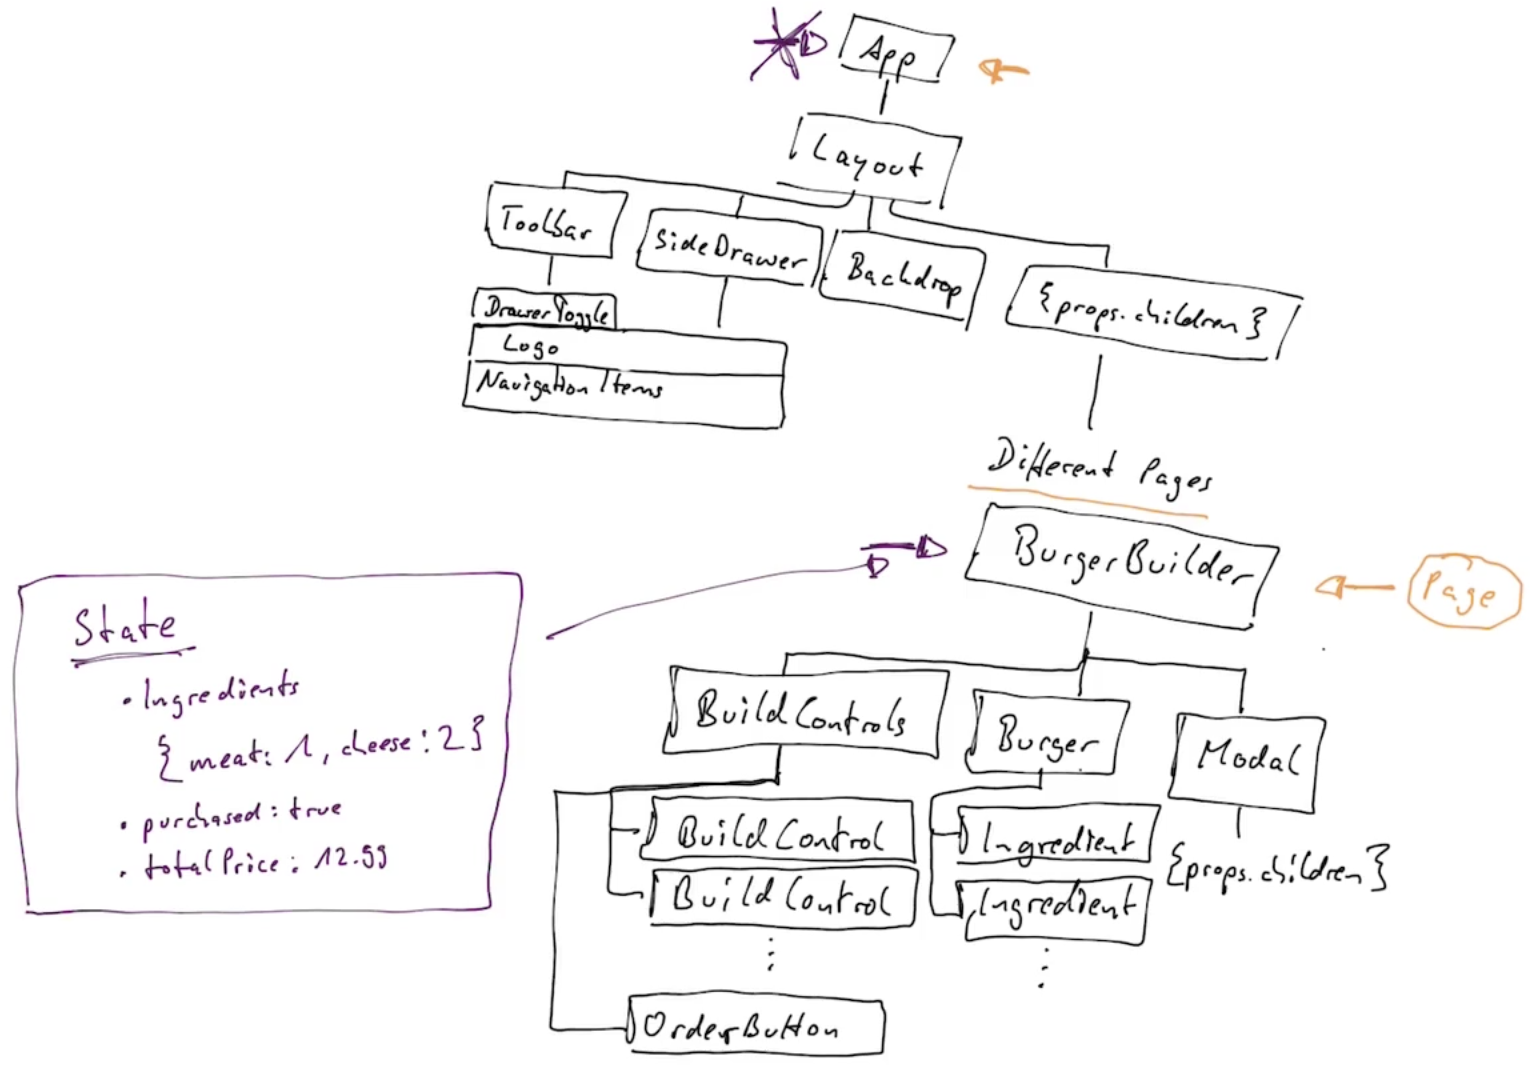 App
Layout
Toolbar
SideDrawer
Backdrop
{props.children}
DrawerToggle
Logo
Navigation Items
Different Pages
BurgerBuilder
Page
State
• Ingredients
{meat: 1, cheese: 2}
• purchased: true
• totalPrice: 12.99
BuildControls
Burger
Modal
BuildControl
BuildControl
Ingredient
Ingredient
{props.children}
OrderButton